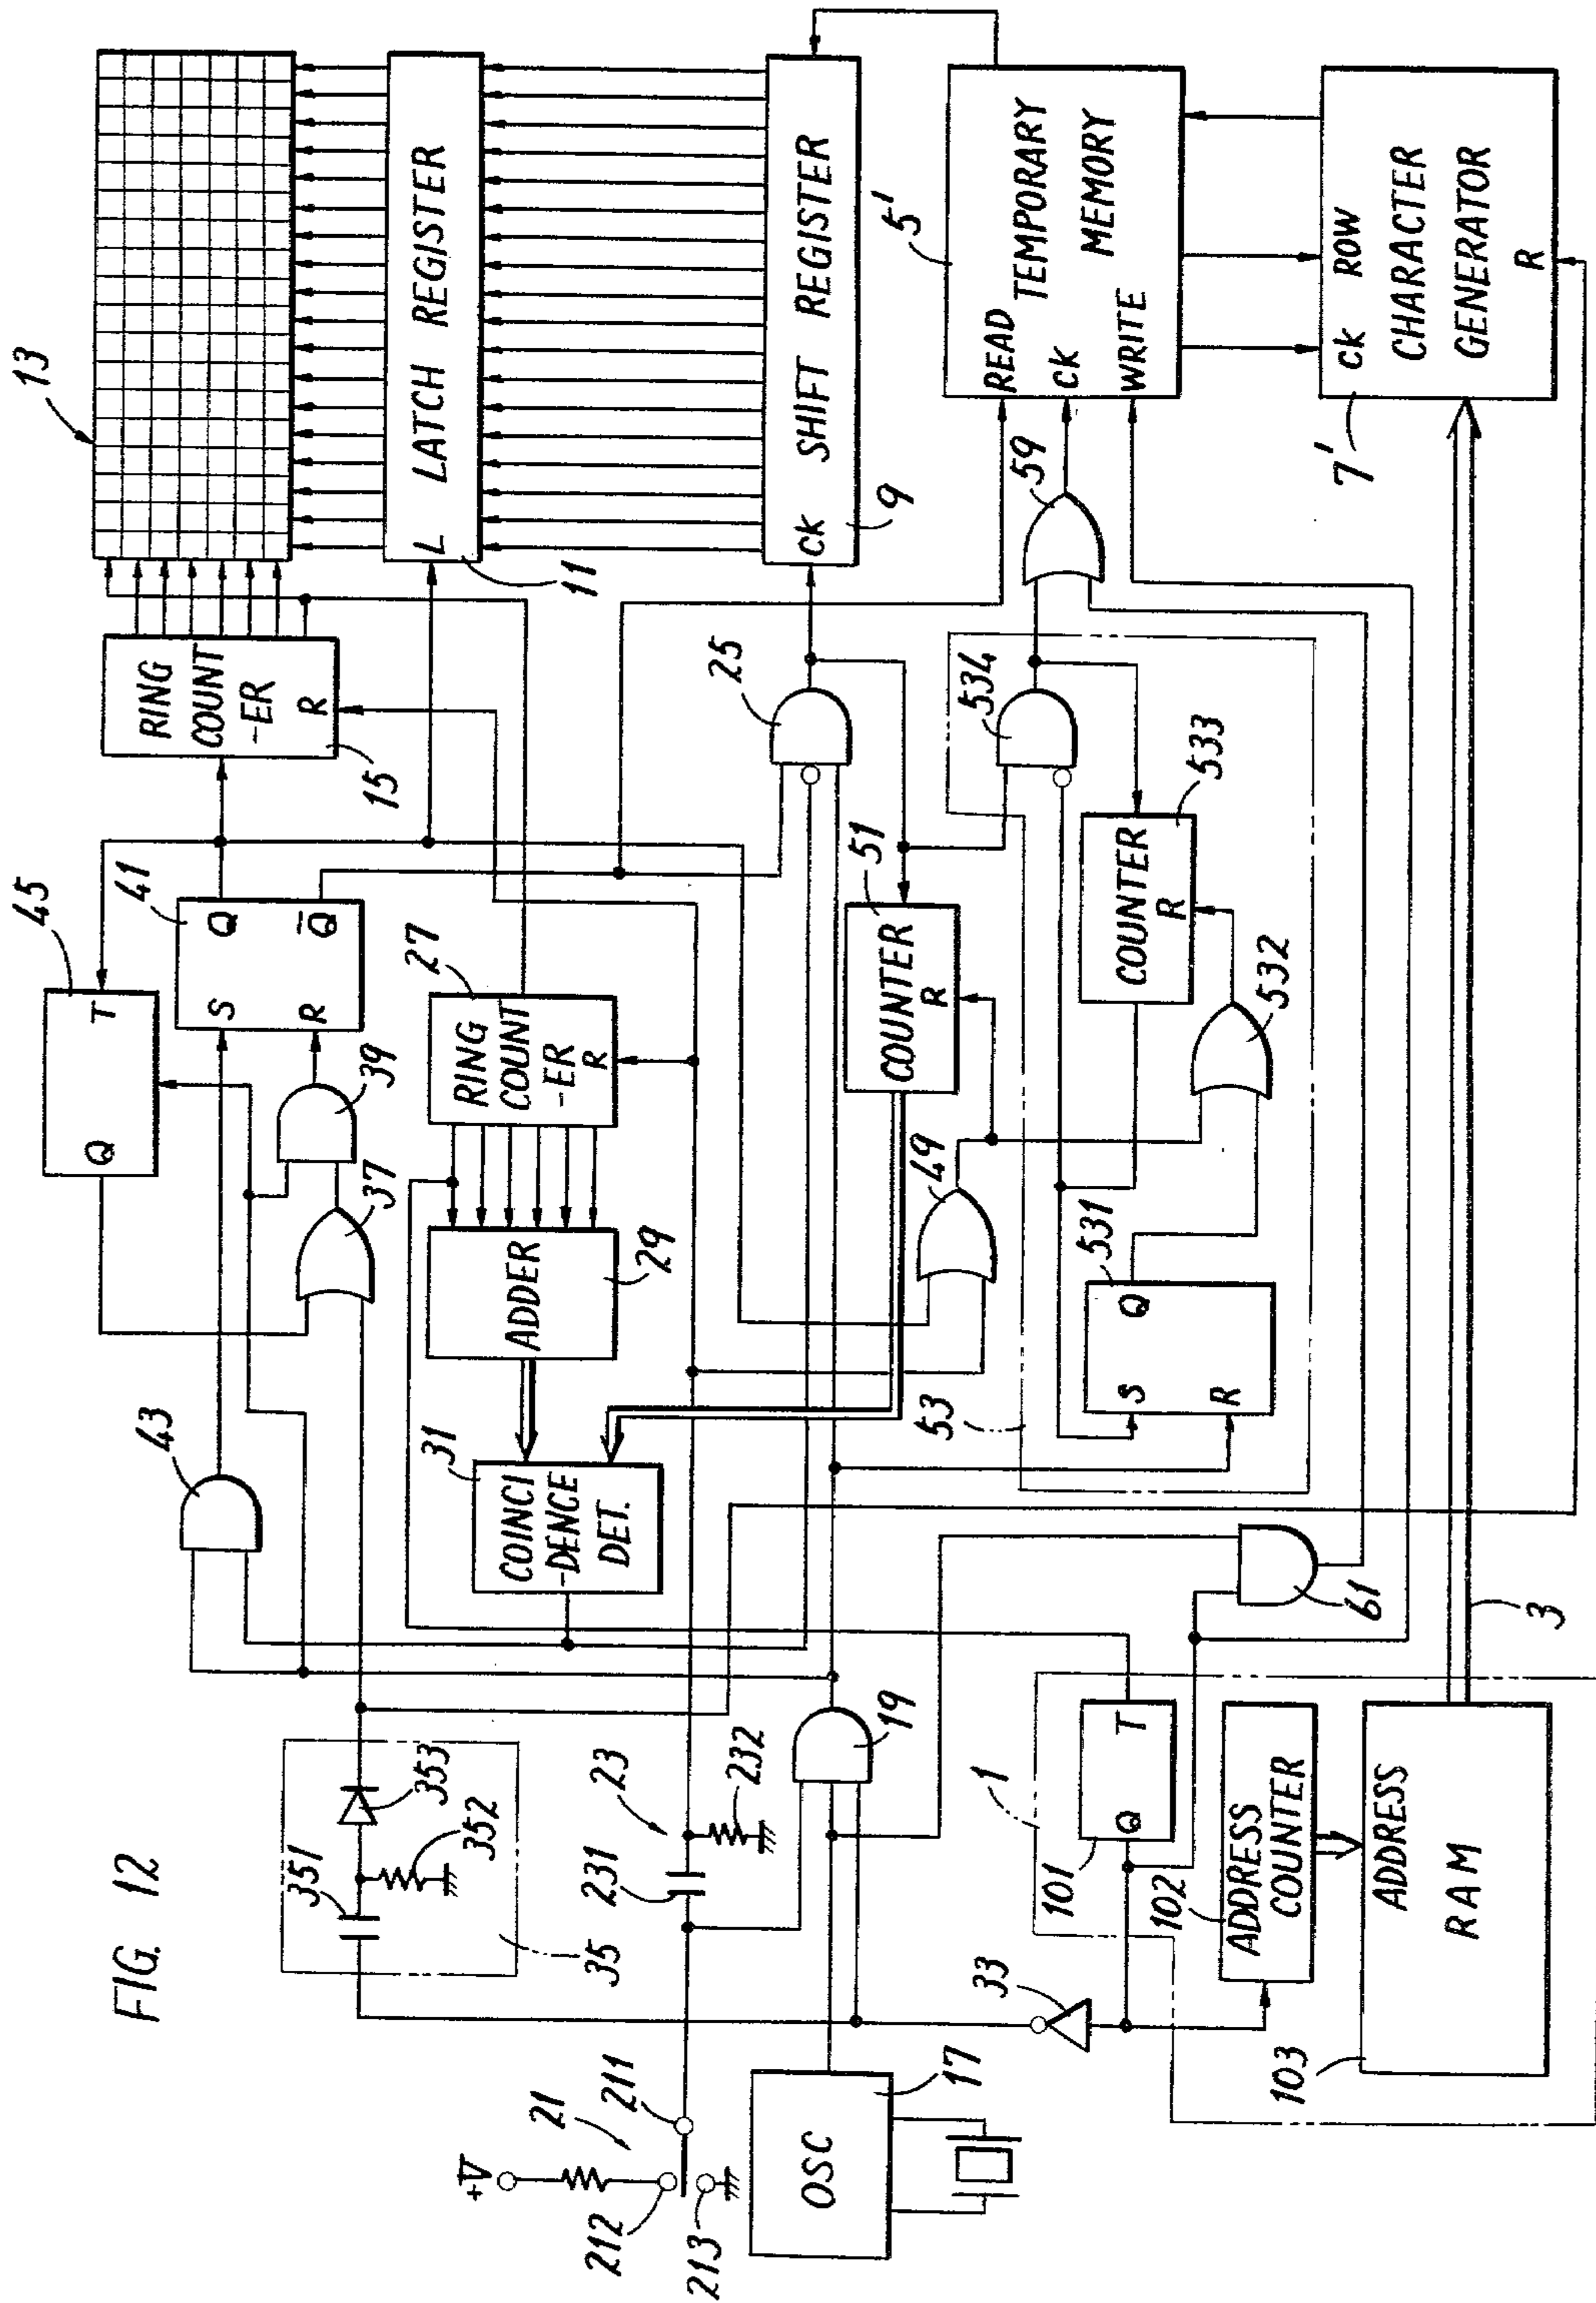 FIG. 12
13
45
T
Q
41
S
Q
R
Q̅
39
37
43
RING
COUNT
-ER
R
15
L LATCH REGISTER
11
27
RING
COUNT
-ER
R
ADDER
29
31
COINCI
-DENCE
DET.
351
353
352
35
23
231
232
+V
21
211
212
213
OSC
17
19
25
CK SHIFT REGISTER
9
51
COUNTER
R
49
53
534
533
COUNTER
R
532
531
S
Q
R
59
5'
READ
TEMPORARY
CK
MEMORY
WRITE
7'
CK
ROW
CHARACTER
GENERATOR
R
61
3
33
1
101
T
Q
102
ADDRESS
COUNTER
103
ADDRESS
RAM